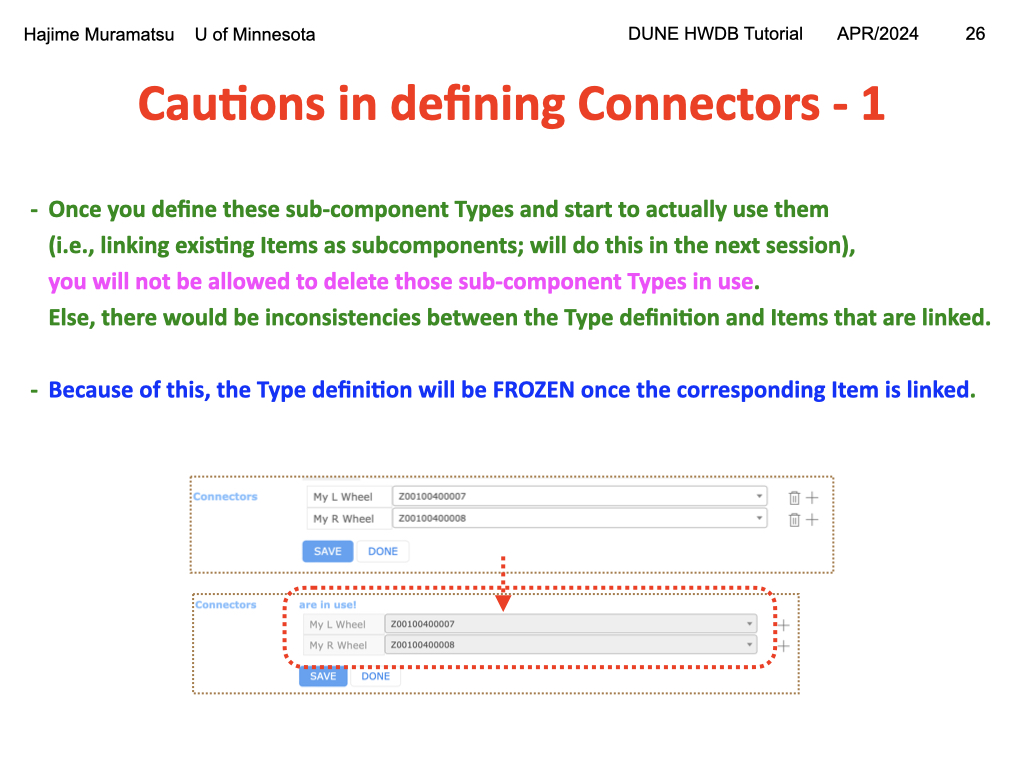 Hajime Muramatsu U of Minnesota DUNE HWDB Tutorial APR/2024 26
Cautions in defining Connectors - 1
- Once you define these sub-component Types and start to actually use them
(i.e., linking existing Items as subcomponents; will do this in the next session),
you will not be allowed to delete those sub-component Types in use.
Else, there would be inconsistencies between the Type definition and Items that are linked.
- Because of this, the Type definition will be FROZEN once the corresponding Item is linked.
Connectors My L Wheel Z00100400007
My R Wheel Z00100400008
SAVE DONE
Connectors are in use!
My L Wheel Z00100400007
My R Wheel Z00100400008
SAVE DONE